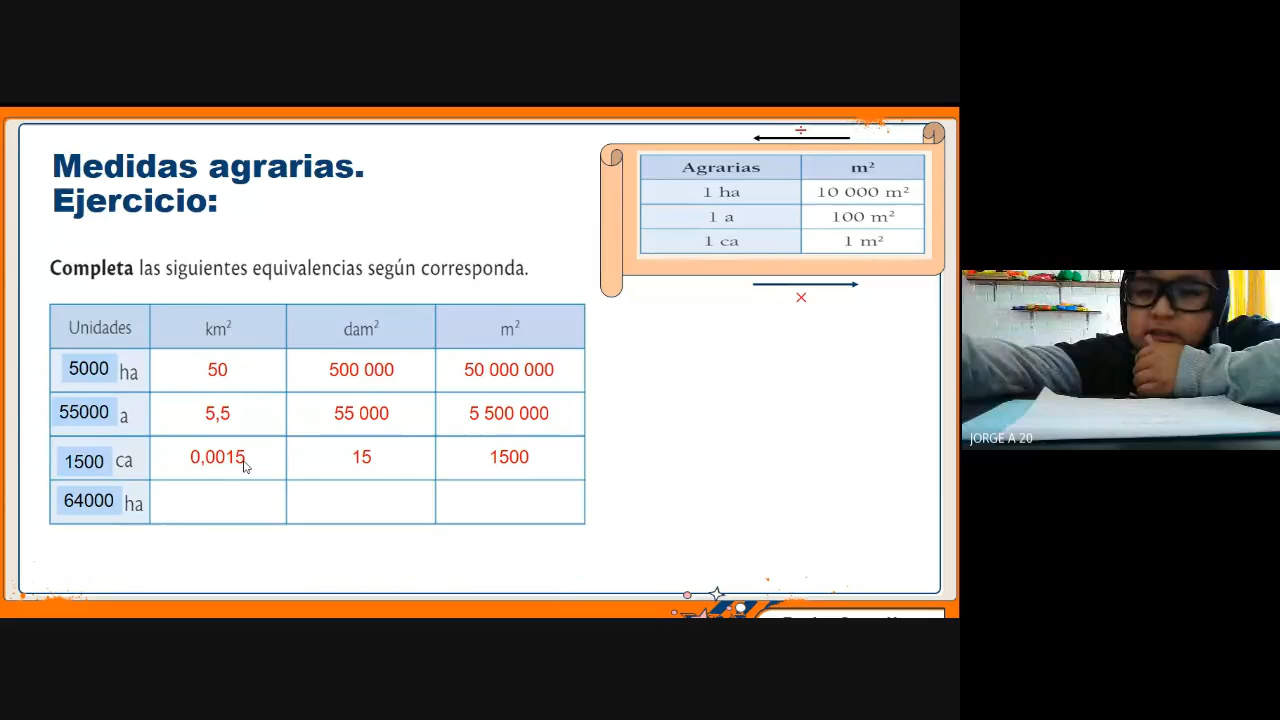 Medidas agrarias.
Ejercicio:
÷
Agrarias m²
1 ha 10 000 m²
1 a 100 m²
1 ca 1 m²
×
Completa las siguientes equivalencias según corresponda.
Unidades km² dam² m²
5000 ha 50 500 000 50 000 000
55000 a 5,5 55 000 5 500 000
1500 ca 0,0015 15 1500
64000 ha
JORGE A 20